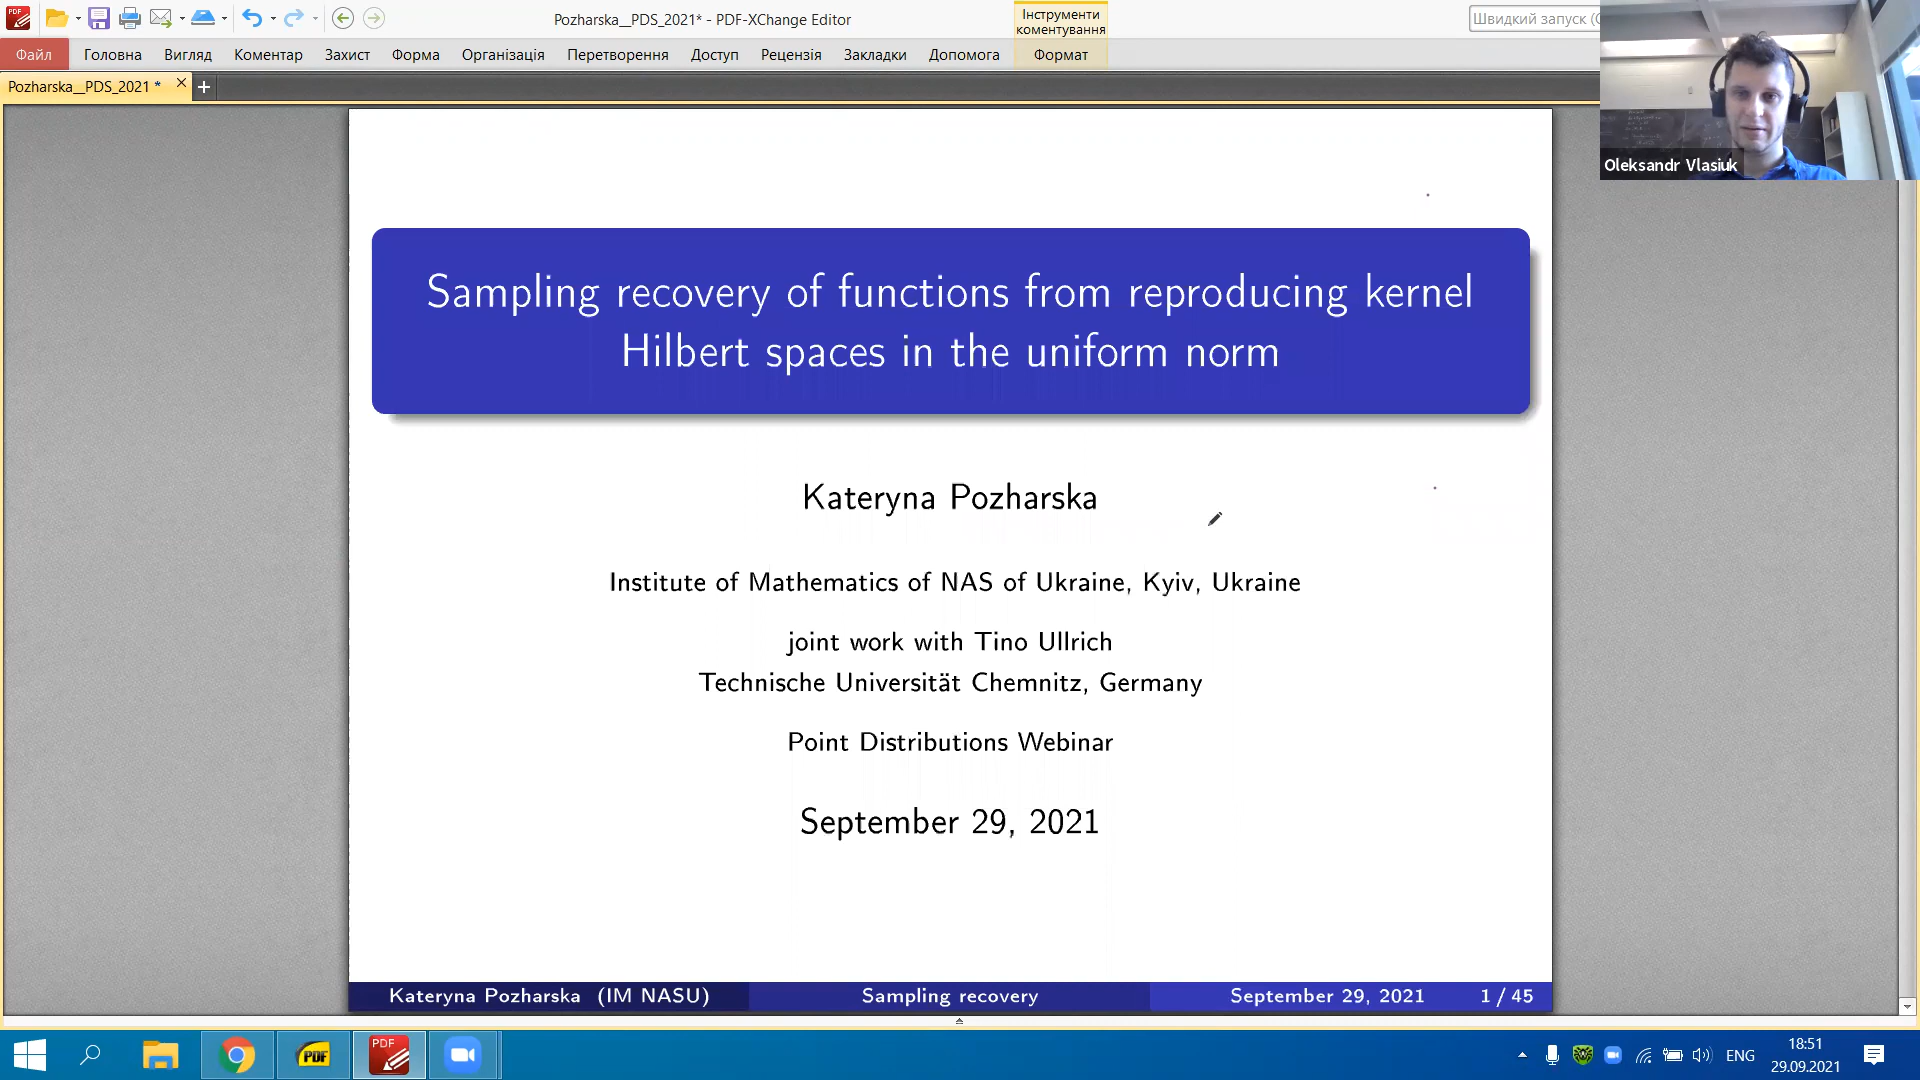 Pozharska__PDS_2021* - PDF-XChange Editor
Інструменти
коментування
Швидкий запуск (
Файл Головна Вигляд Коментар Захист Форма Організація Перетворення Доступ Рецензія Закладки Допомога Формат
Pozharska__PDS_2021 *
Oleksandr Vlasiuk
Sampling recovery of functions from reproducing kernel
Hilbert spaces in the uniform norm
Kateryna Pozharska
Institute of Mathematics of NAS of Ukraine, Kyiv, Ukraine
joint work with Tino Ullrich
Technische Universität Chemnitz, Germany
Point Distributions Webinar
September 29, 2021
Kateryna Pozharska (IM NASU) Sampling recovery September 29, 2021 1 / 45
PDF
PDF
ENG
18:51
29.09.2021